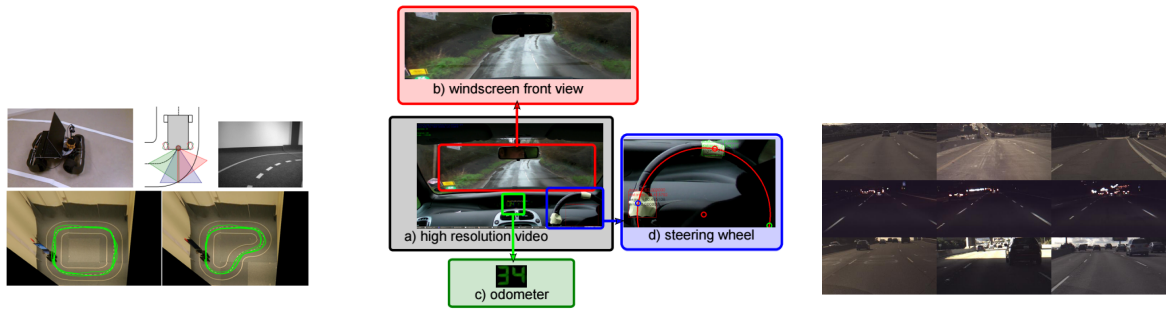 b) windscreen front view
a) high resolution video
d) steering wheel
34
c) odometer